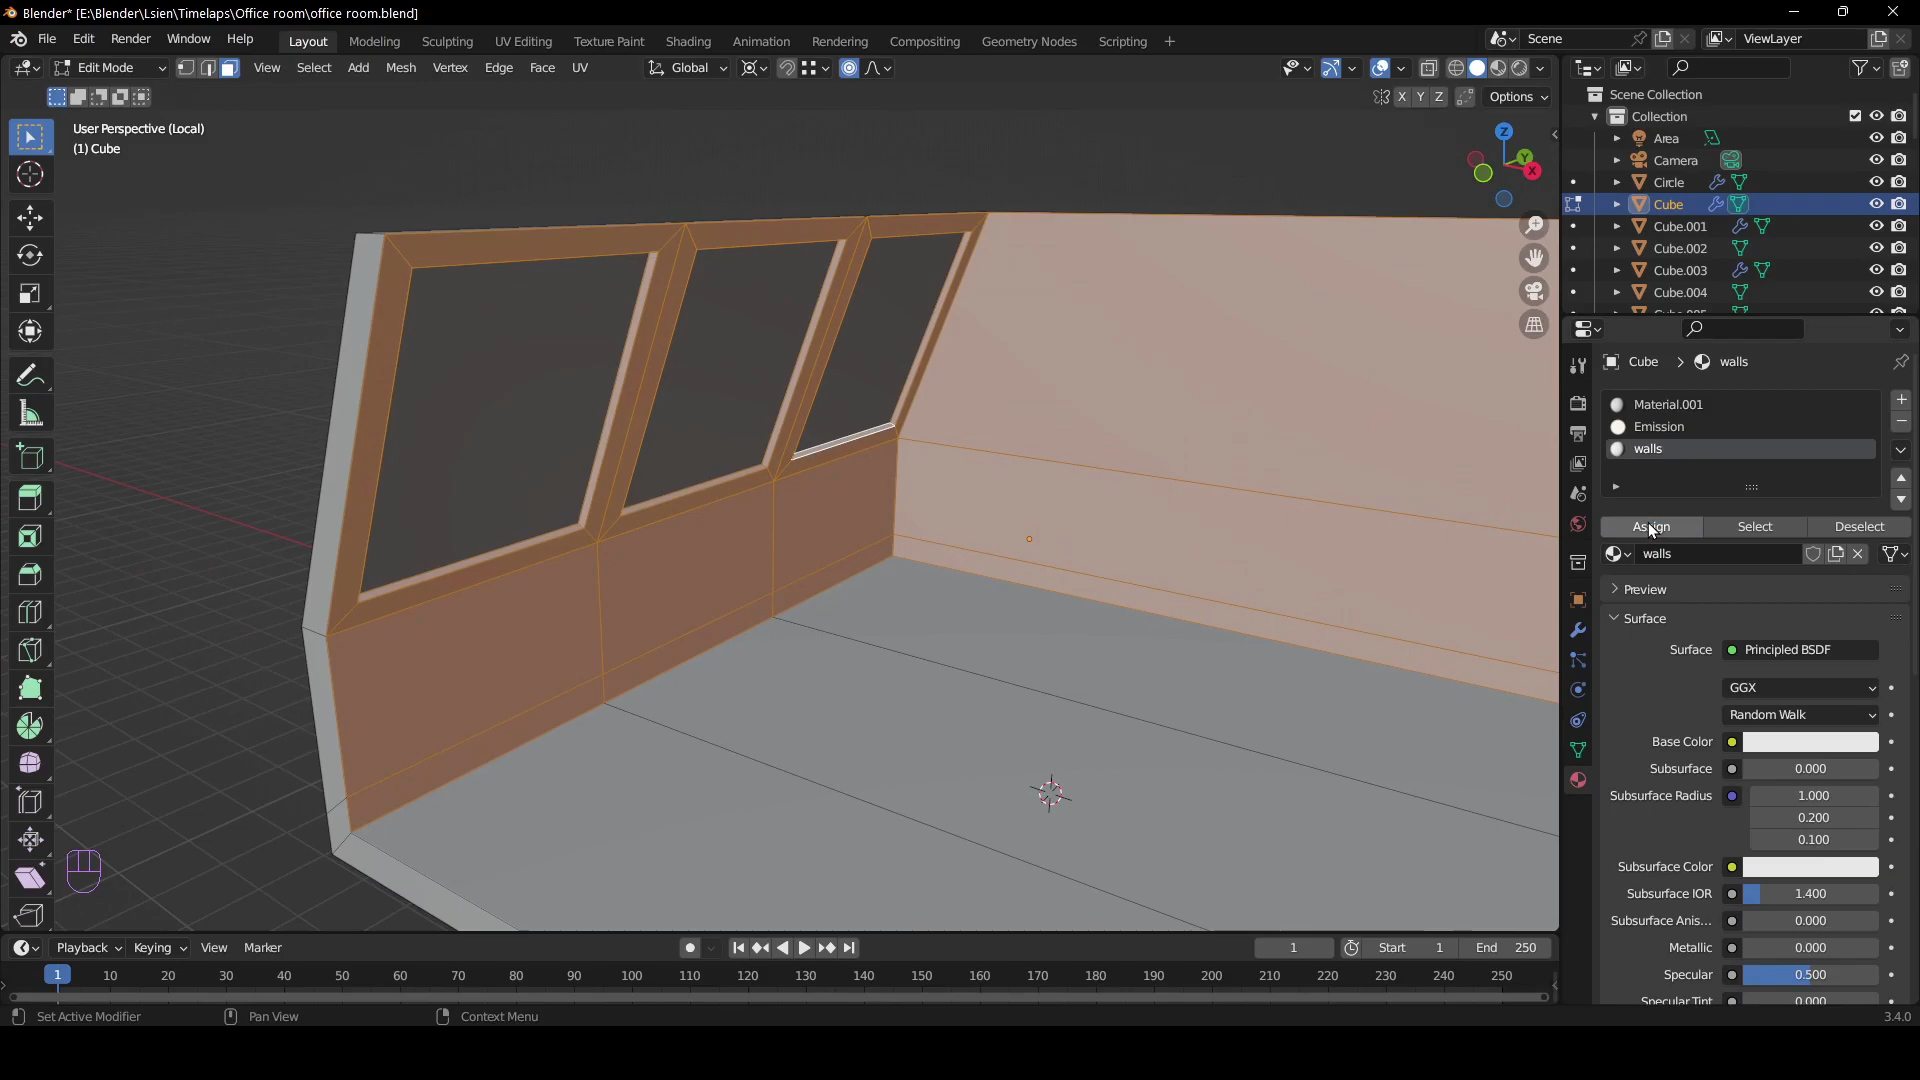 Blender* [E:\Blender\Lsien\Timelaps\Office room\office room.blend]
File Edit Render Window Help Layout Modeling Sculpting UV Editing Texture Paint Shading Animation Rendering Compositing Geometry Nodes Scripting + Scene ViewLayer
Edit Mode View Select Add Mesh Vertex Edge Face UV Global
X Y Z Options
User Perspective (Local)
(1) Cube
Z
Y
X
Scene Collection
Collection
Area
Camera
Circle
Cube
Cube.001
Cube.002
Cube.003
Cube.004
Cube > walls
Material.001
Emission
walls
Assign Select Deselect
walls
Preview
Surface
Surface Principled BSDF
GGX
Random Walk
Base Color
Subsurface 0.000
Subsurface Radius 1.000
0.200
0.100
Subsurface Color
Subsurface IOR 1.400
Subsurface Anis... 0.000
Metallic 0.000
Specular 0.500
Specular Tint 0.000
Playback Keying View Marker 1 Start 1 End 250
1 10 20 30 40 50 60 70 80 90 100 110 120 130 140 150 160 170 180 190 200 210 220 230 240 250
Set Active Modifier Pan View Context Menu 3.4.0